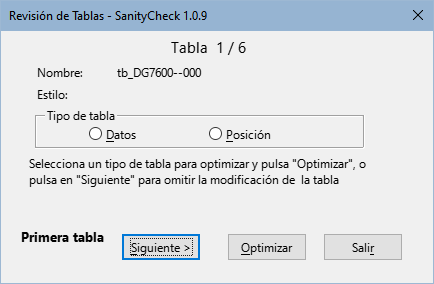 Revisión de Tablas - SanityCheck 1.0.9
Tabla 1 / 6
Nombre: tb_DG7600--000
Estilo:
Tipo de tabla
Datos Posición
Selecciona un tipo de tabla para optimizar y pulsa "Optimizar", o
pulsa en "Siguiente" para omitir la modificación de la tabla
Primera tabla Siguiente > Optimizar Salir